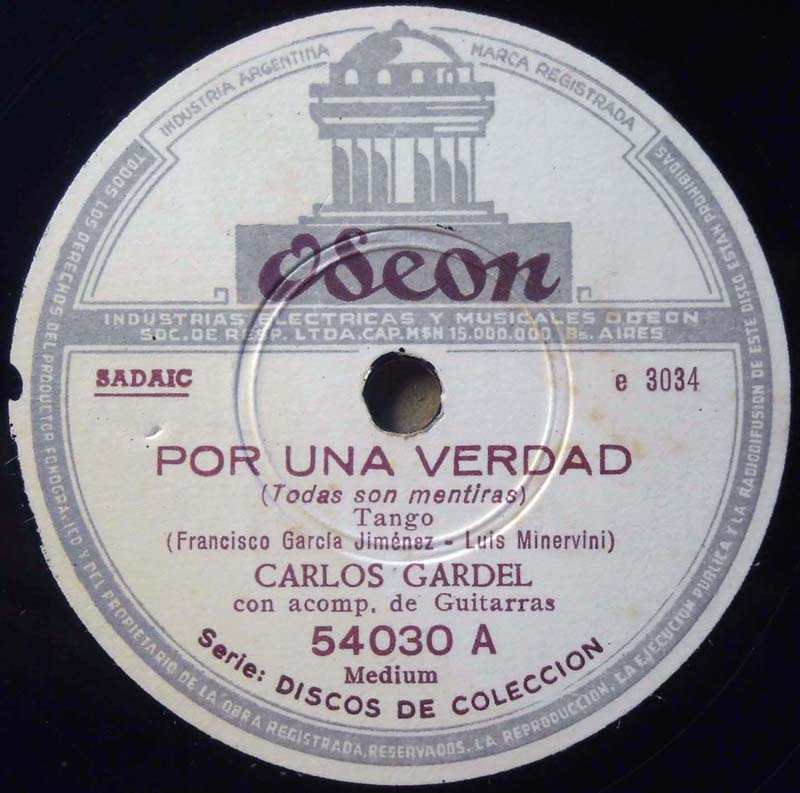 INDUSTRIA ARGENTINA
MARCA REGISTRADA
Odeon
INDUSTRIAS ELECTRICAS Y MUSICALES ODEON
SOC. DE RESP. LTDA. CAP. M$N 15.000.000 Bs. AIRES
SADAIC
e 3034
POR UNA VERDAD
(Todas son mentiras)
Tango
(Francisco García Jiménez - Luis Minervini)
CARLOS GARDEL
con acomp. de Guitarras
54030 A
Medium
Serie: DISCOS DE COLECCION
TODOS LOS DERECHOS DEL PRODUCTOR FONOGRAFICO Y DEL PROPIETARIO DE LA OBRA REGISTRADA, RESERVADOS. LA REPRODUCCION, LA EJECUCION PUBLICA Y LA RADIODIFUSION DE ESTE DISCO ESTAN PROHIBIDAS